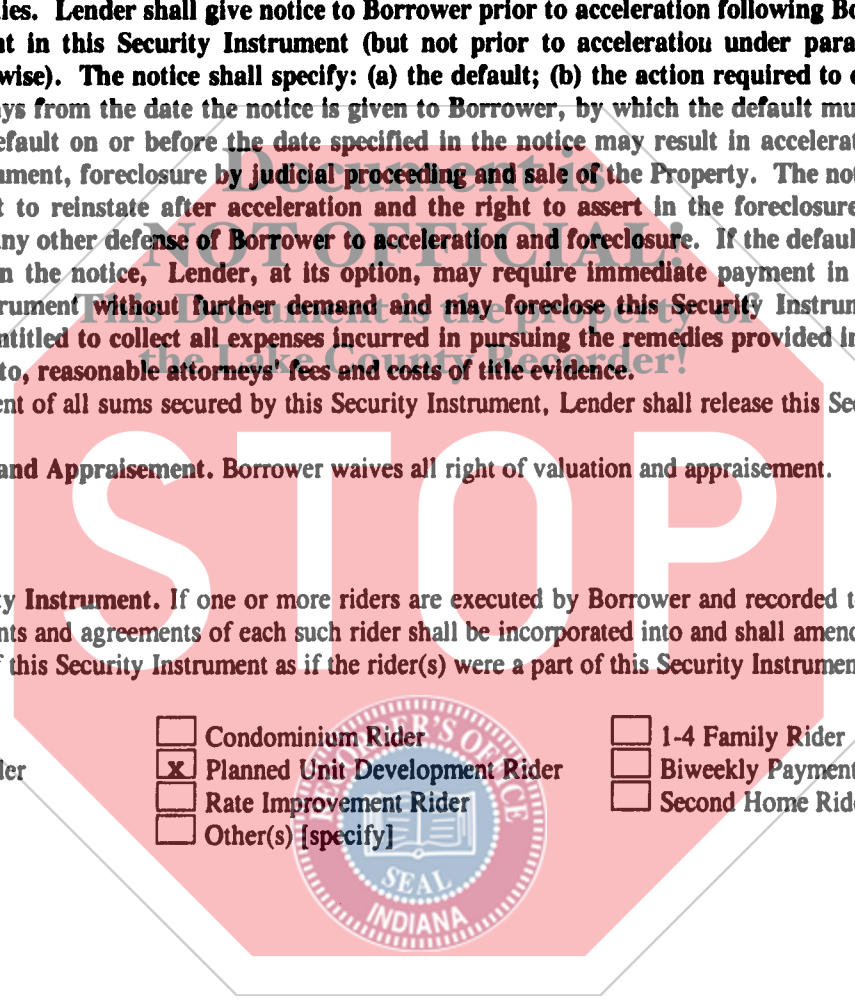 ies. Lender shall give notice to Borrower prior to acceleration following Bo
nt in this Security Instrument (but not prior to acceleration under para
wise). The notice shall specify: (a) the default; (b) the action required to c
ys from the date the notice is given to Borrower, by which the default mu
efault on or before the date specified in the notice may result in accelerat
ument, foreclosure by judicial proceeding and sale of the Property. The not
t to reinstate after acceleration and the right to assert in the foreclosure
ny other defense of Borrower to acceleration and foreclosure. If the defaul
n the notice, Lender, at its option, may require immediate payment in
rument without further demand and may foreclose this Security Instrum
ntitled to collect all expenses incurred in pursuing the remedies provided in
to, reasonable attorneys' fees and costs of title evidence.
ent of all sums secured by this Security Instrument, Lender shall release this Sec
and Appraisement. Borrower waives all right of valuation and appraisement.
y Instrument. If one or more riders are executed by Borrower and recorded t
nts and agreements of each such rider shall be incorporated into and shall amend
f this Security Instrument as if the rider(s) were a part of this Security Instrumen
Condominium Rider 1-4 Family Rider
der x Planned Unit Development Rider Biweekly Payment
Rate Improvement Rider Second Home Ride
Other(s) [specify]
Document is
NOT OFFICIAL!
This Document is the property of
the Lake County Recorder!
STOP
RECORDER'S OFFICE
SEAL
INDIANA